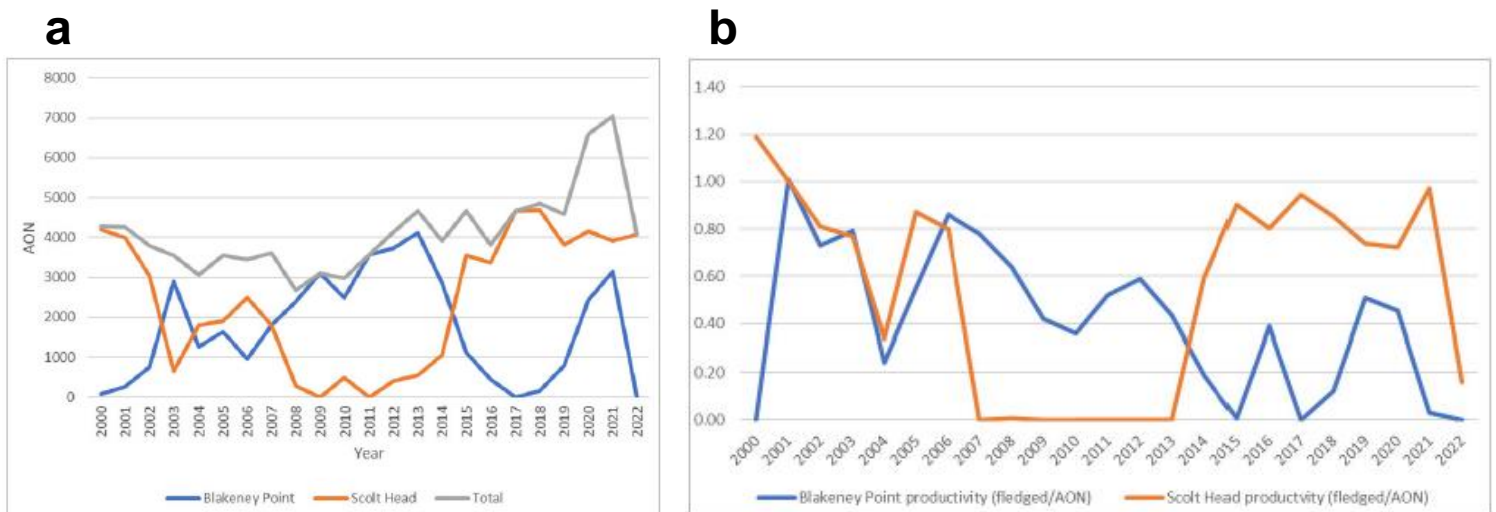 a
8000
7000
6000
5000
4000
3000
2000
1000
0
AON
2000 2001 2002 2003 2004 2005 2006 2007 2008 2009 2010 2011 2012 2013 2014 2015 2016 2017 2018 2019 2020 2021 2022
Year
Blakeney Point Scolt Head Total
b
1.40
1.20
1.00
0.80
0.60
0.40
0.20
0.00
2000 2001 2002 2003 2004 2005 2006 2007 2008 2009 2010 2011 2012 2013 2014 2015 2016 2017 2018 2019 2020 2021 2022
Blakeney Point productivity (fledged/AON) Scolt Head productvity (fledged/AON)